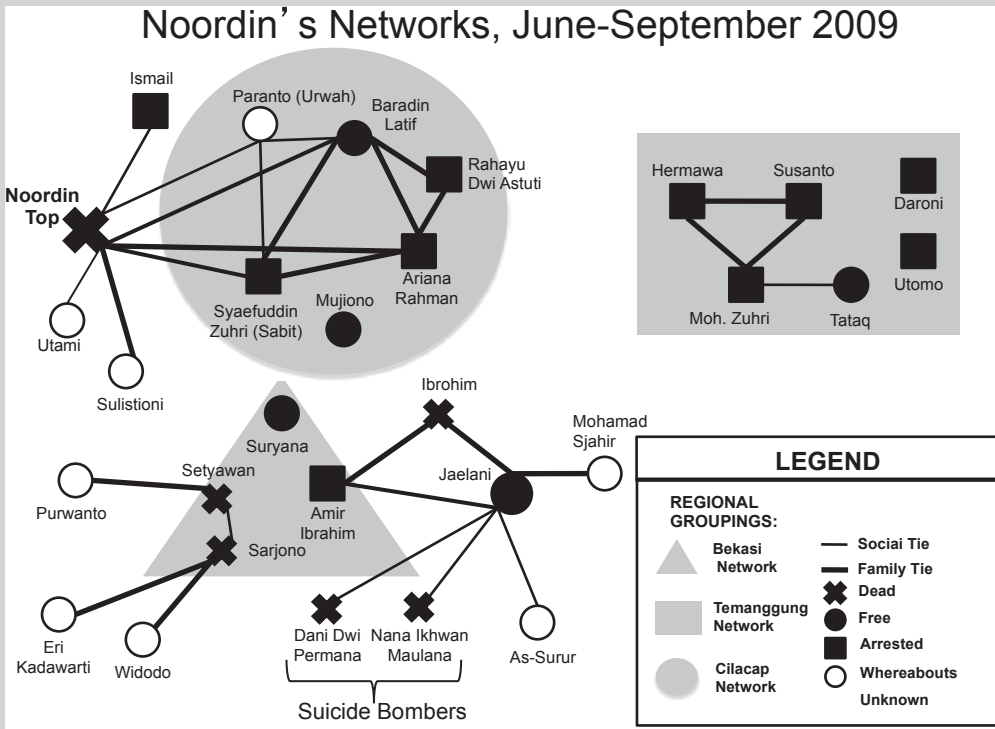 Noordin’s Networks, June-September 2009
Ismail
Paranto (Urwah)
Baradin
Latif
Rahayu
Dwi Astuti
Noordin
Top
Ariana
Rahman
Syaefuddin
Zuhri (Sabit)
Mujiono
Utami
Sulistioni
Hermawa
Susanto
Daroni
Utomo
Moh. Zuhri
Tataq
Ibrohim
Mohamad
Sjahir
Suryana
Jaelani
Setyawan
Purwanto
Amir
Ibrahim
Sarjono
Eri
Kadawarti
Widodo
Dani Dwi
Permana
Nana Ikhwan
Maulana
As-Surur
Suicide Bombers
LEGEND
REGIONAL
GROUPINGS:
Bekasi
Network
Temanggung
Network
Cilacap
Network
Sociai Tie
Family Tie
Dead
Free
Arrested
Whereabouts
Unknown